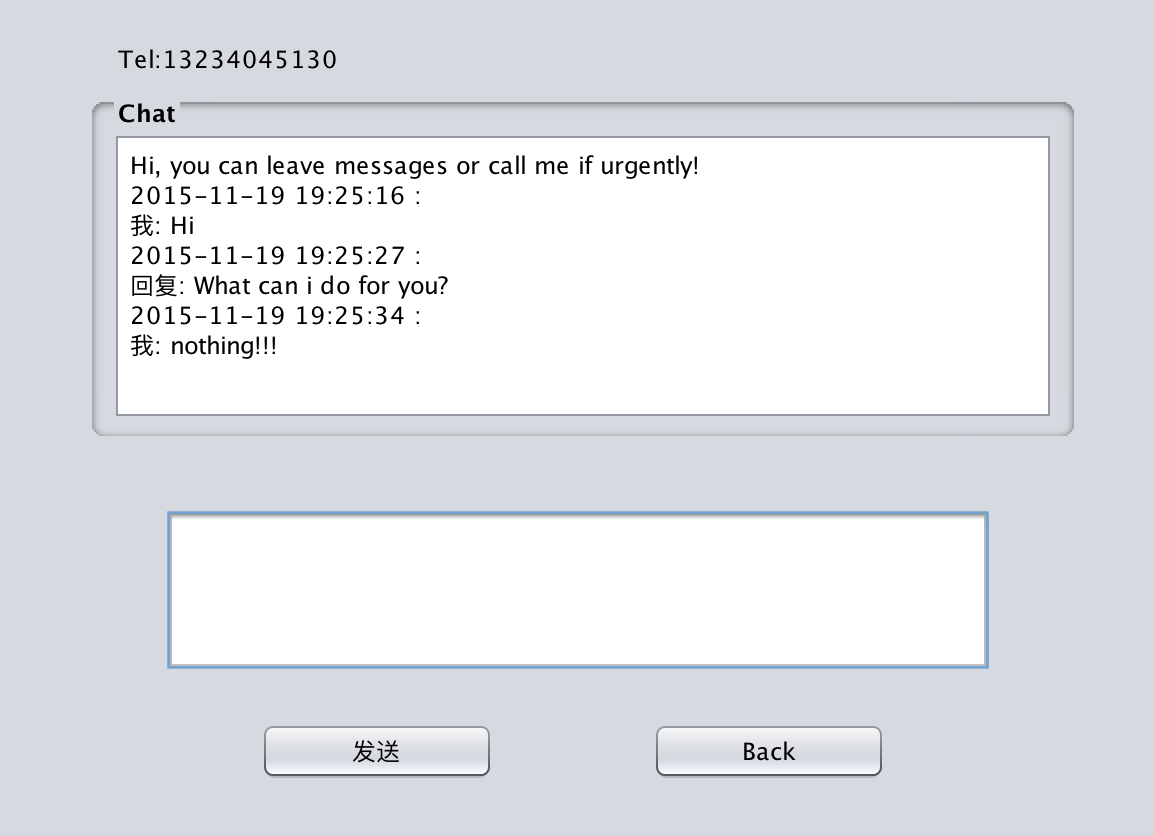 Tel:13234045130
Chat
Hi, you can leave messages or call me if urgently!
2015-11-19 19:25:16 :
我: Hi
2015-11-19 19:25:27 :
回复: What can i do for you?
2015-11-19 19:25:34 :
我: nothing!!!
发送
Back